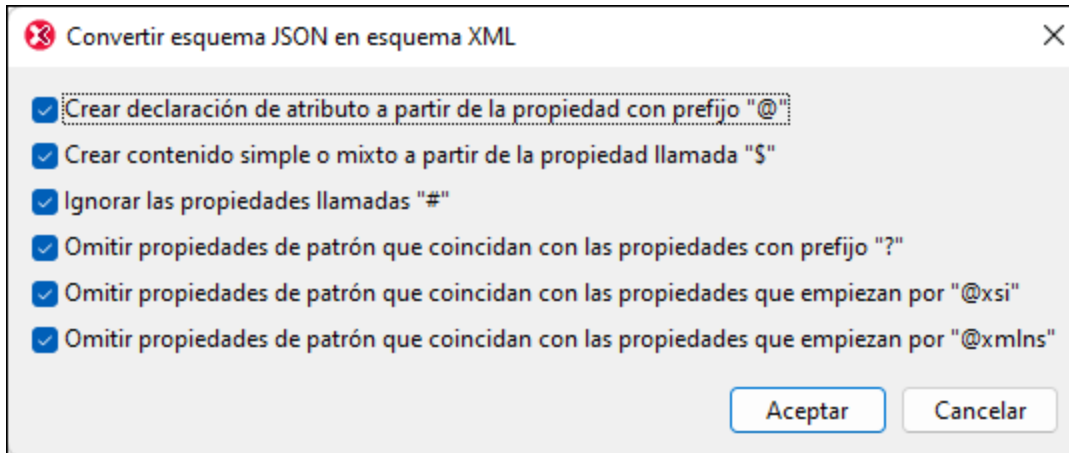 Convertir esquema JSON en esquema XML
Crear declaración de atributo a partir de la propiedad con prefijo "@"
Crear contenido simple o mixto a partir de la propiedad llamada "$"
Ignorar las propiedades llamadas "#"
Omitir propiedades de patrón que coincidan con las propiedades con prefijo "?"
Omitir propiedades de patrón que coincidan con las propiedades que empiezan por "@xsi"
Omitir propiedades de patrón que coincidan con las propiedades que empiezan por "@xmlns"
Aceptar Cancelar